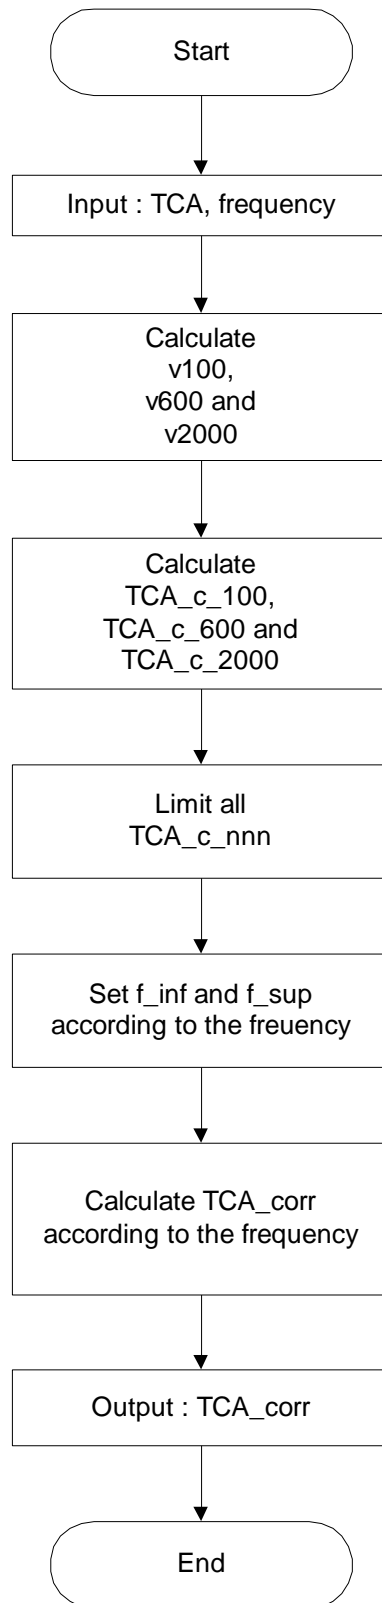 Start
Input : TCA, frequency
Calculate
v100,
v600 and
v2000
Calculate
TCA_c_100,
TCA_c_600 and
TCA_c_2000
Limit all
TCA_c_nnn
Set f_inf and f_sup
according to the freuency
Calculate TCA_corr
according to the frequency
Output : TCA_corr
End